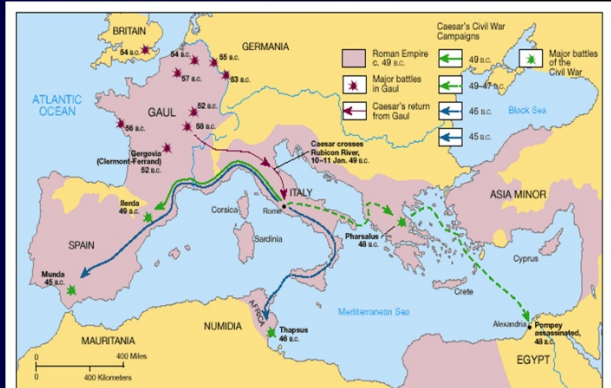 BRITAIN
54 B.C.
GERMANIA
54 B.C.
55 B.C.
57 B.C.
53 B.C.
ATLANTIC
OCEAN
GAUL
52 B.C.
58 B.C.
56 B.C.
Gergovia
(Clermont-Ferrand)
52 B.C.
Roman Empire
c. 49 B.C.
Major battles
in Gaul
Caesar's return
from Gaul
Caesar's Civil War
Campaigns
49 B.C.
49–47 B.C.
46 B.C.
45 B.C.
Major battles
of the
Civil War
Black Sea
Caesar crosses
Rubicon River,
10–11 Jan. 49 B.C.
Ilerda
49 B.C.
Corsica
Rome
ITALY
ASIA MINOR
SPAIN
Sardinia
Pharsalus
48 B.C.
Munda
45 B.C.
Cyprus
Crete
AFRICA
Mediterranean Sea
NUMIDIA
Thapsus
46 B.C.
Alexandria
Pompey
assassinated,
48 B.C.
MAURITANIA
EGYPT
0 400 Miles
0 400 Kilometers